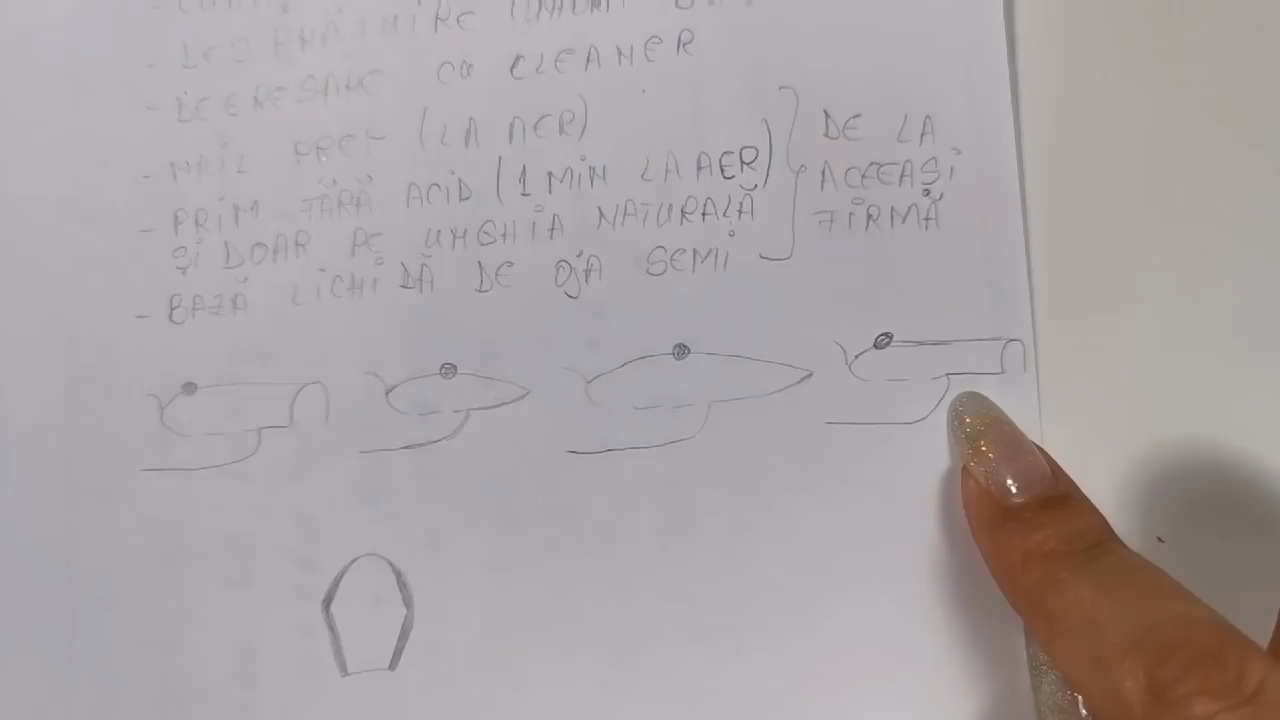 - DEGRESARE CU CLEANER
- NAIL PREP (LA AER)
- PRIM FĂRĂ ACID (1 MIN LA AER)
ȘI DOAR PE UNGHIA NATURALĂ
- BAZĂ LICHIDĂ DE OJA SEMI
DE LA
ACEEAȘI
FIRMĂ